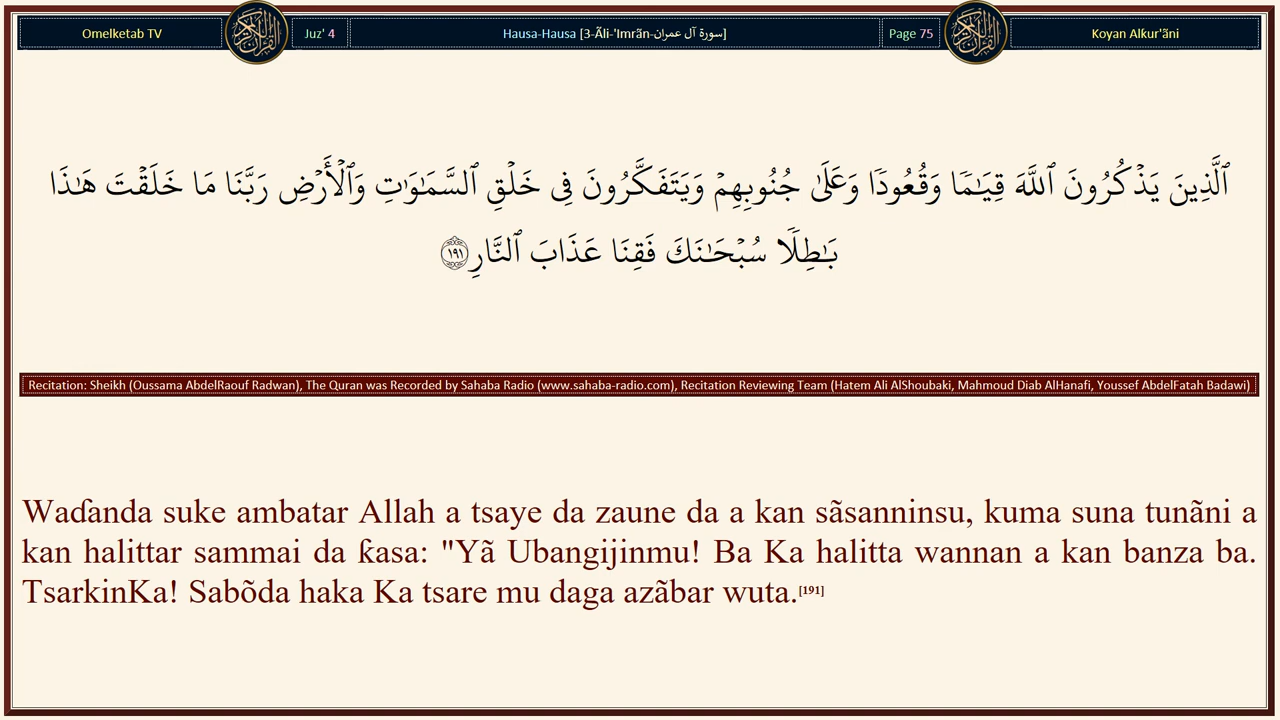 Omelketab TV
Juz' 4
Hausa-Hausa [3-Ãli-'Imrãn-سورة آل عمران]
Page 75
Koyan Alƙur'ãni
ٱلَّذِينَ يَذۡكُرُونَ ٱللَّهَ قِيَٰمٗا وَقُعُودٗا وَعَلَىٰ جُنُوبِهِمۡ وَيَتَفَكَّرُونَ فِي خَلۡقِ ٱلسَّمَٰوَٰتِ وَٱلۡأَرۡضِ رَبَّنَا مَا خَلَقۡتَ هَٰذَا
بَٰطِلٗا سُبۡحَٰنَكَ فَقِنَا عَذَابَ ٱلنَّارِ ١٩١
Recitation: Sheikh (Oussama AbdelRaouf Radwan), The Quran was Recorded by Sahaba Radio (www.sahaba-radio.com), Recitation Reviewing Team (Hatem Ali AlShoubaki, Mahmoud Diab AlHanafi, Youssef AbdelFatah Badawi)
Waɗanda suke ambatar Allah a tsaye da zaune da a kan sãsanninsu, kuma suna tunãni a
kan halittar sammai da ƙasa: "Yã Ubangijinmu! Ba Ka halitta wannan a kan banza ba.
TsarkinKa! Sabõda haka Ka tsare mu daga azãbar wuta.[191]